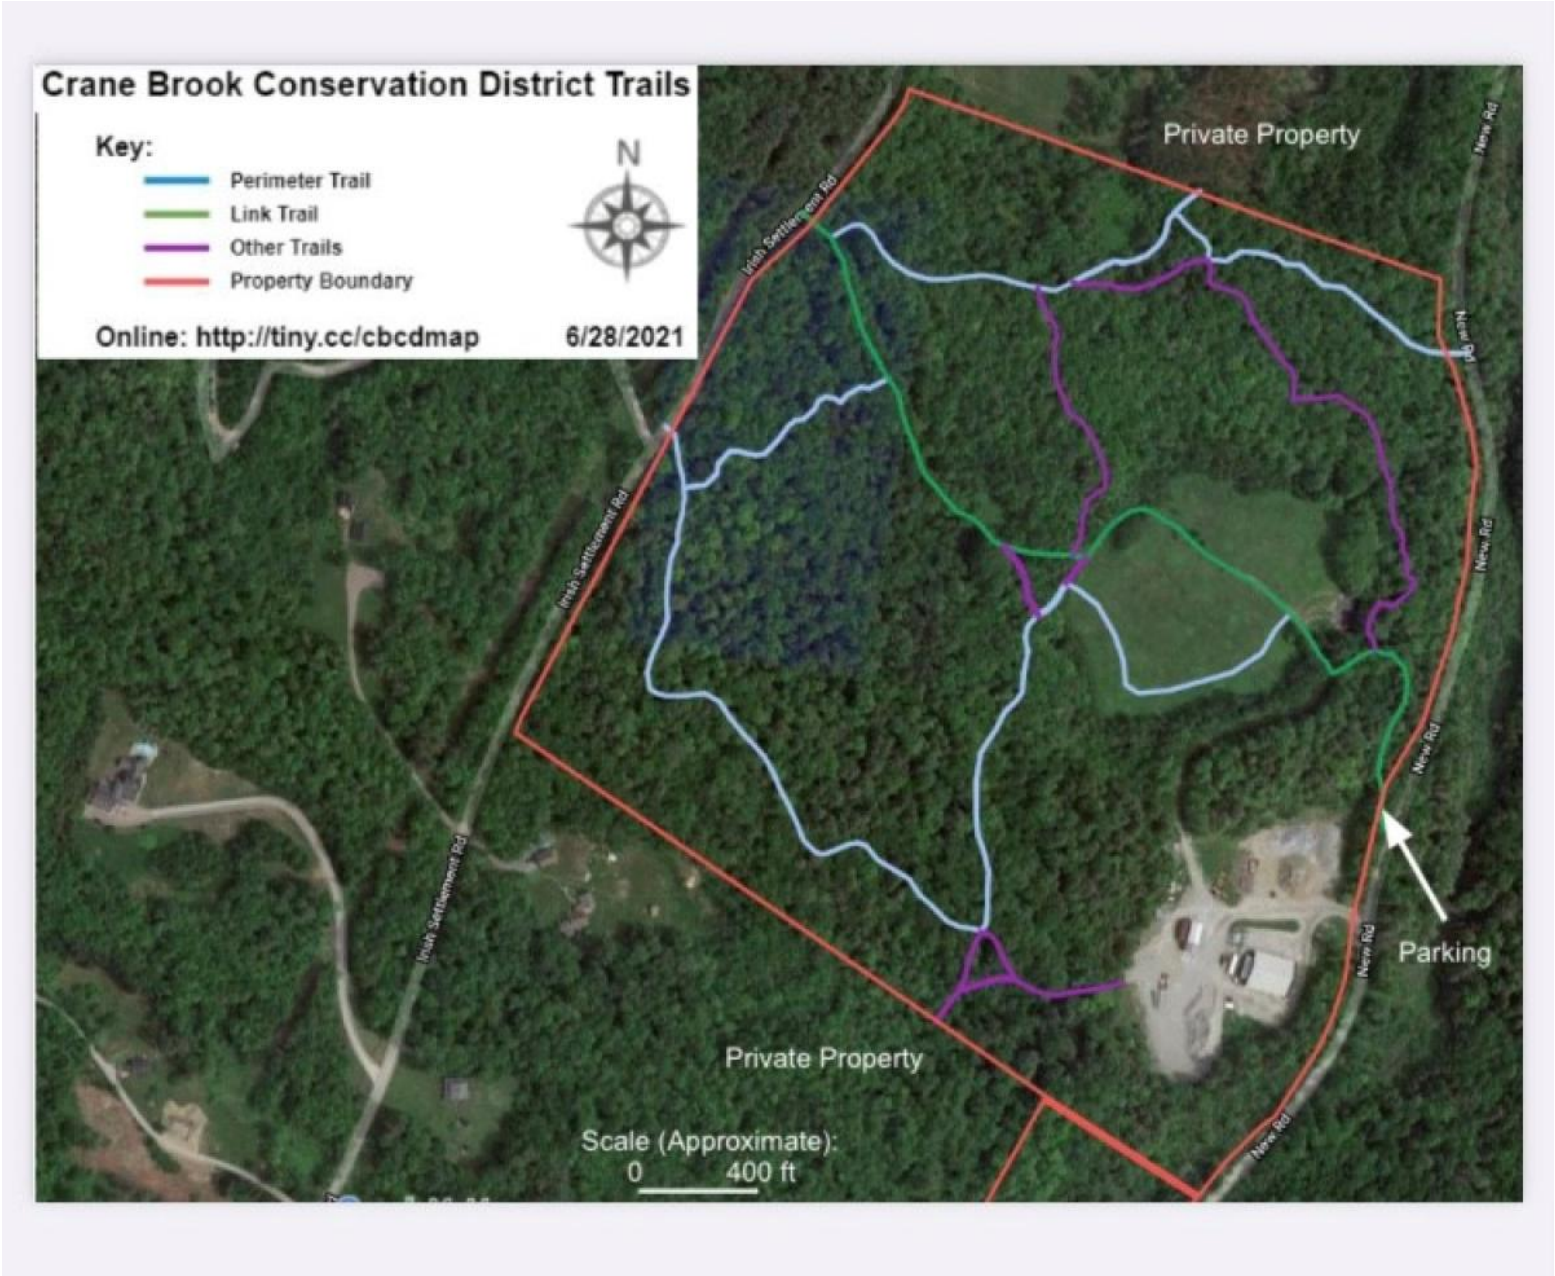 Crane Brook Conservation District Trails
Key:
N
Perimeter Trail
Link Trail
Other Trails
Property Boundary
Online: http://tiny.cc/cbcdmap 6/28/2021
Private Property
New Rd
Irish Settlement Rd
New Rd
Irish Settlement Rd
New Rd
New Rd
Irish Settlement Rd
New Rd
Parking
Private Property
New Rd
Scale (Approximate):
0 400 ft